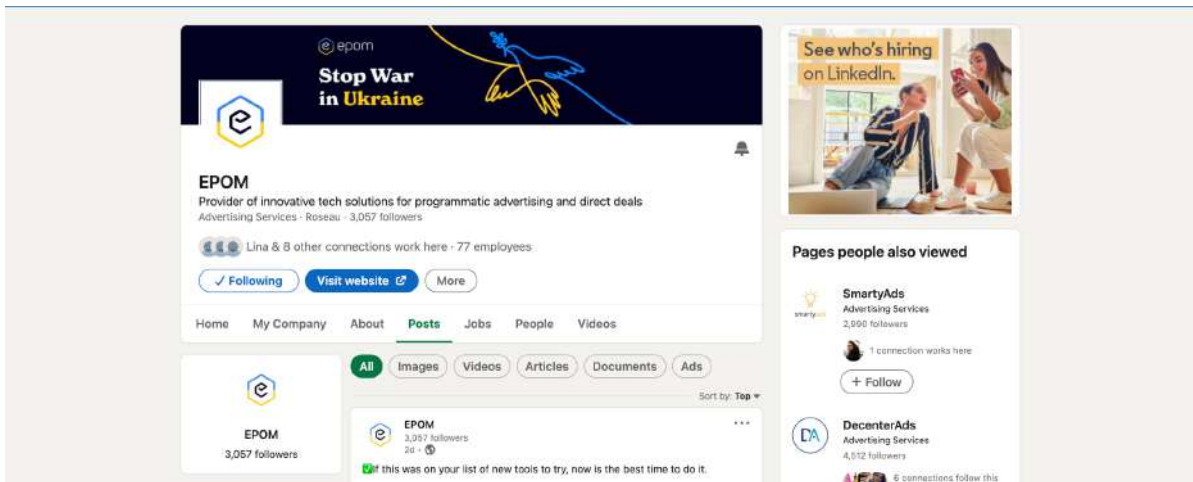 epom
Stop War
in Ukraine
EPOM
Provider of innovative tech solutions for programmatic advertising and direct deals
Advertising Services · Roseau · 3,057 followers
Lina & 8 other connections work here · 77 employees
✓ Following
Visit website
More
Home
My Company
About
Posts
Jobs
People
Videos
EPOM
3,057 followers
All
Images
Videos
Articles
Documents
Ads
Sort by: Top
EPOM
3,057 followers
2d ·
✅If this was on your list of new tools to try, now is the best time to do it.
See who's hiring
on LinkedIn.
Pages people also viewed
smartyads
SmartyAds
Advertising Services
2,990 followers
1 connection works here
+ Follow
DA
DecenterAds
Advertising Services
4,512 followers
6 connections follow this